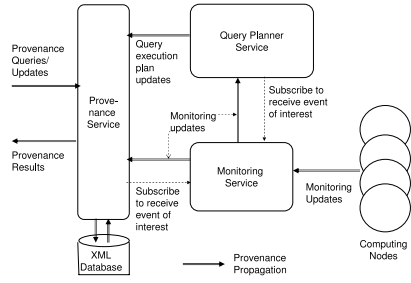 Provenance
Queries/
Updates
Prove-
nance
Service
Query
execution
plan
updates
Query Planner
Service
Subscribe to
receive event
of interest
Monitoring
updates
Provenance
Results
Monitoring
Service
Subscribe
to receive
event of
interest
Monitoring
Updates
Computing
Nodes
XML
Database
Provenance
Propagation